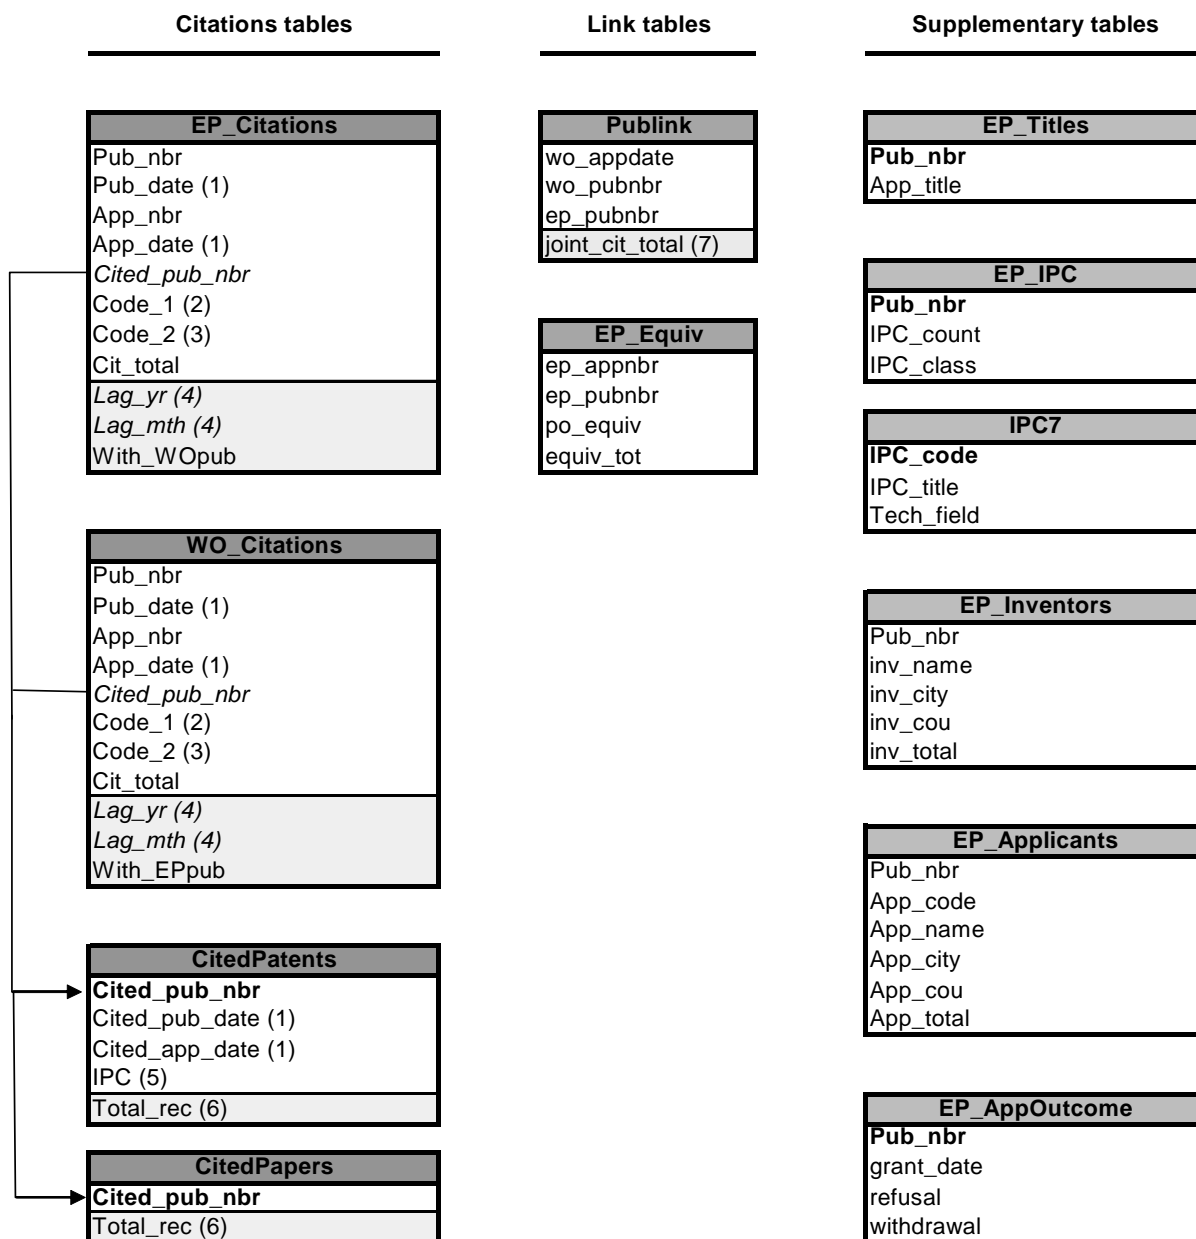 Citations tables
EP_Citations
Pub_nbr
Pub_date (1)
App_nbr
App_date (1)
Cited_pub_nbr
Code_1 (2)
Code_2 (3)
Cit_total
Lag_yr (4)
Lag_mth (4)
With_WOpub
WO_Citations
Pub_nbr
Pub_date (1)
App_nbr
App_date (1)
Cited_pub_nbr
Code_1 (2)
Code_2 (3)
Cit_total
Lag_yr (4)
Lag_mth (4)
With_EPpub
CitedPatents
Cited_pub_nbr
Cited_pub_date (1)
Cited_app_date (1)
IPC (5)
Total_rec (6)
CitedPapers
Cited_pub_nbr
Total_rec (6)
Link tables
Publink
wo_appdate
wo_pubnbr
ep_pubnbr
joint_cit_total (7)
EP_Equiv
ep_appnbr
ep_pubnbr
po_equiv
equiv_tot
Supplementary tables
EP_Titles
Pub_nbr
App_title
EP_IPC
Pub_nbr
IPC_count
IPC_class
IPC7
IPC_code
IPC_title
Tech_field
EP_Inventors
Pub_nbr
inv_name
inv_city
inv_cou
inv_total
EP_Applicants
Pub_nbr
App_code
App_name
App_city
App_cou
App_total
EP_AppOutcome
Pub_nbr
grant_date
refusal
withdrawal